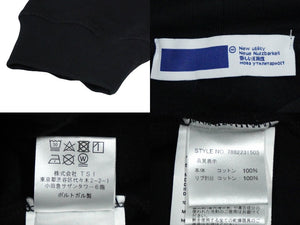 New utility
Neue Nutzbarkeit
新しい実用性
株式会社 TSI
東京都渋谷区代々木2-2-1
小田急サザンタワー6階
ポルトガル製
STYLE NO. 7882231505
品質表示
本体 コットン 100%
リブ部分 コットン 100%